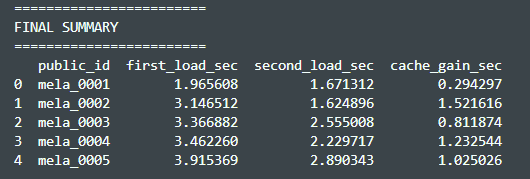 ========================
FINAL SUMMARY
========================
public_id first_load_sec second_load_sec cache_gain_sec
0 mela_0001 1.965608 1.671312 0.294297
1 mela_0002 3.146512 1.624896 1.521616
2 mela_0003 3.366882 2.555008 0.811874
3 mela_0004 3.462260 2.229717 1.232544
4 mela_0005 3.915369 2.890343 1.025026